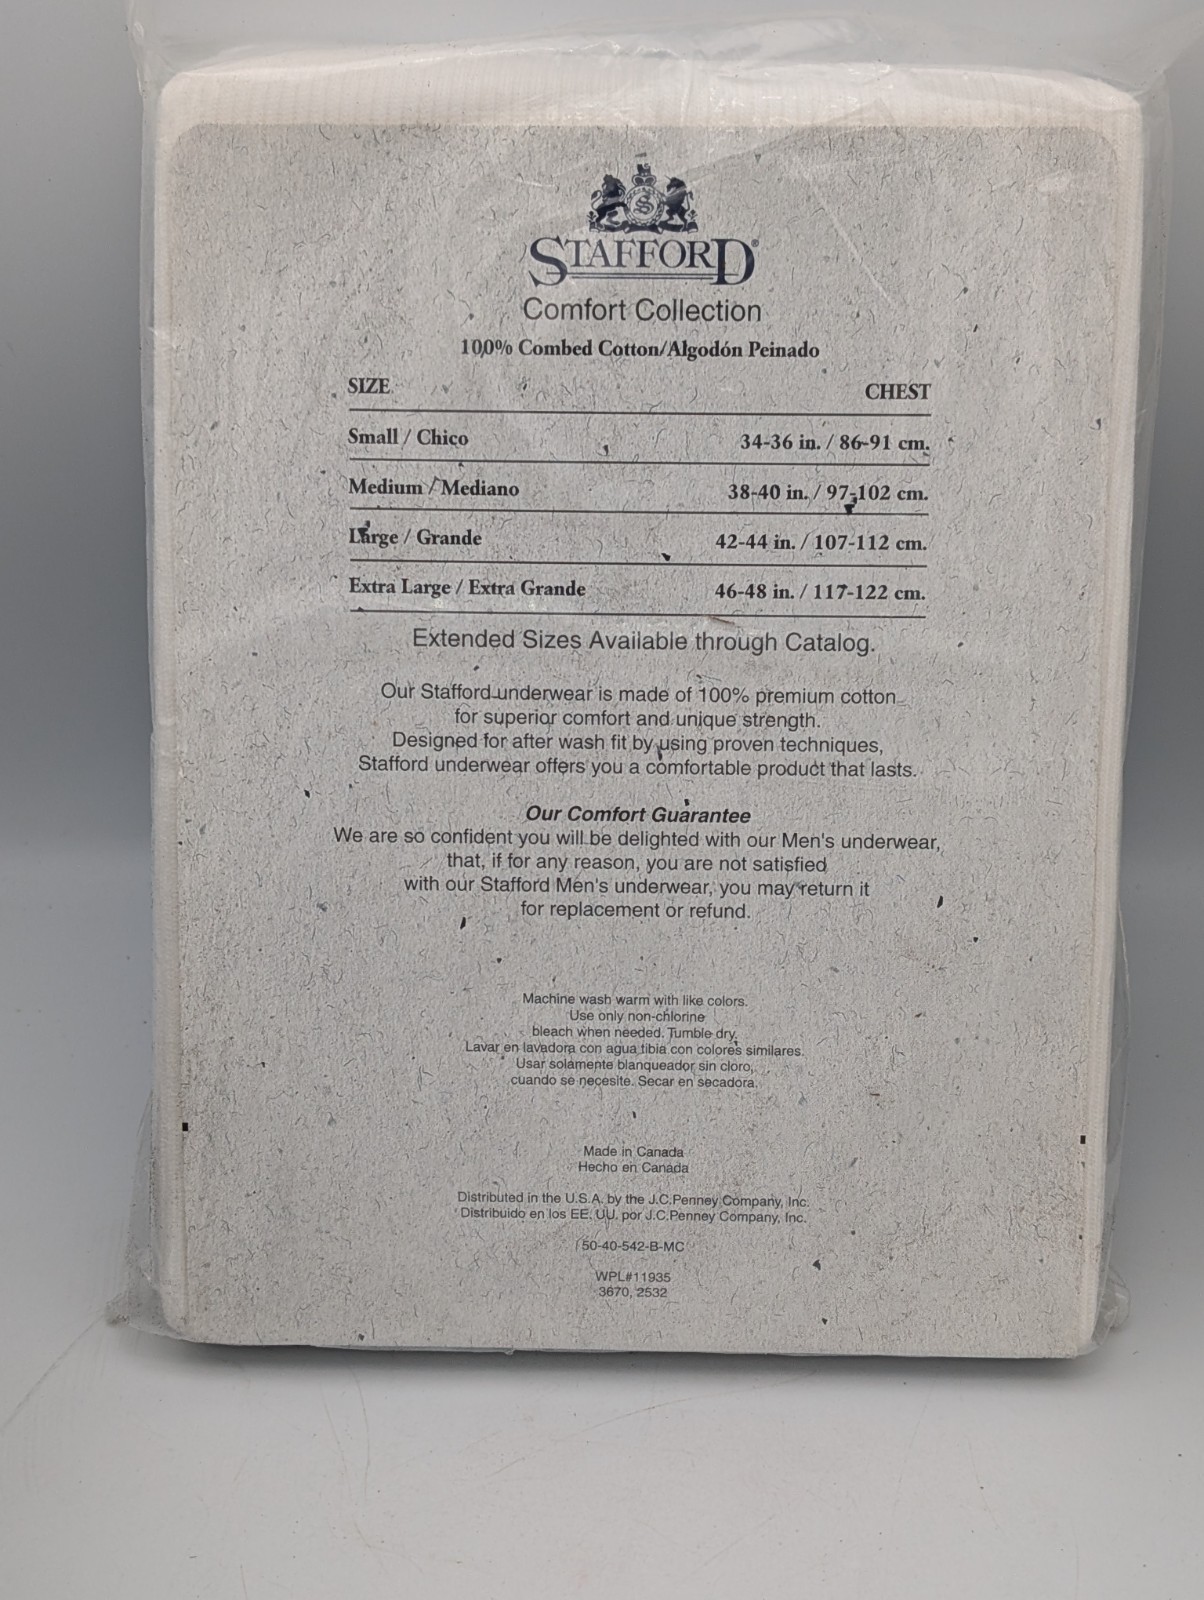 STAFFORD®
Comfort Collection
100% Combed Cotton/Algodón Peinado
SIZE CHEST
Small / Chico 34-36 in. / 86-91 cm.
Medium / Mediano 38-40 in. / 97-102 cm.
Large / Grande 42-44 in. / 107-112 cm.
Extra Large / Extra Grande 46-48 in. / 117-122 cm.
Extended Sizes Available through Catalog.
Our Stafford underwear is made of 100% premium cotton
for superior comfort and unique strength.
Designed for after wash fit by using proven techniques,
Stafford underwear offers you a comfortable product that lasts.
Our Comfort Guarantee
We are so confident you will be delighted with our Men's underwear,
that, if for any reason, you are not satisfied
with our Stafford Men's underwear, you may return it
for replacement or refund.
Machine wash warm with like colors.
Use only non-chlorine
bleach when needed. Tumble dry.
Lavar en lavadora con agua tibia con colores similares.
Usar solamente blanqueador sin cloro,
cuando se necesite. Secar en secadora.
Made in Canada
Hecho en Canada
Distributed in the U.S.A. by the J.C.Penney Company, Inc.
Distribuido en los EE. UU. por J.C.Penney Company, Inc.
50-40-542-B-MC
WPL#11935
3670, 2532